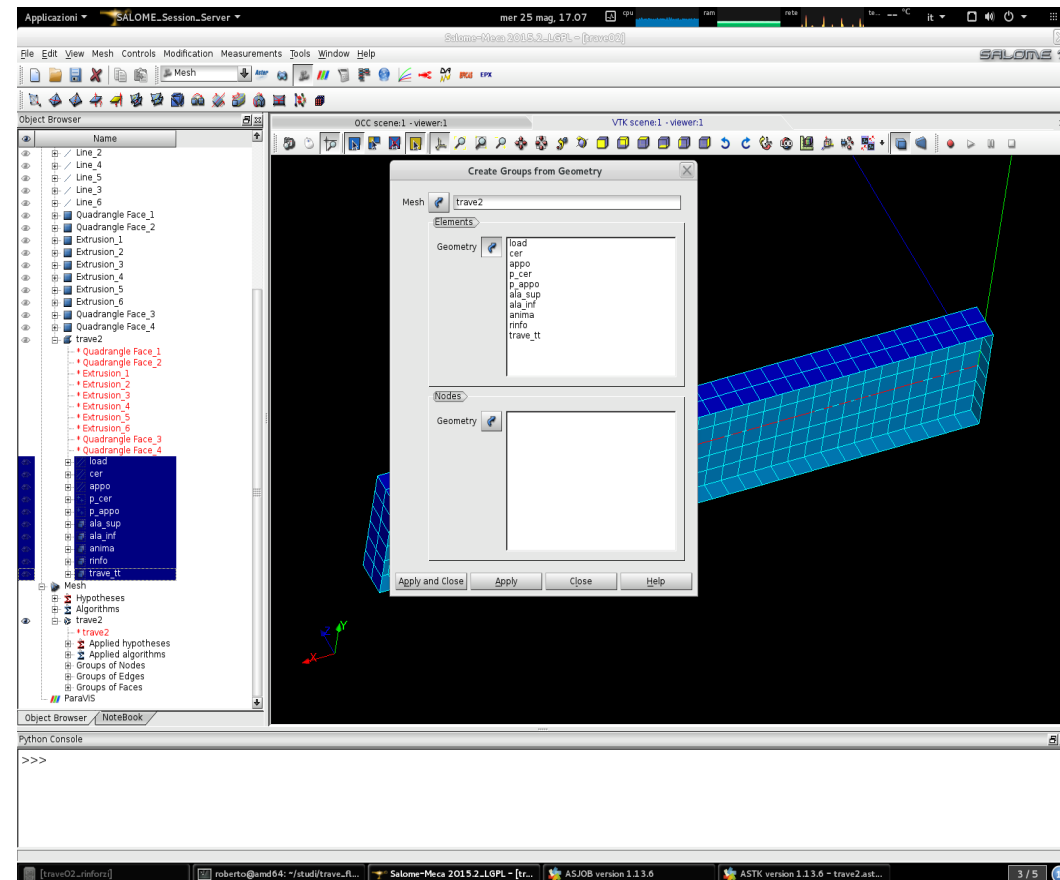 Applicazioni SALOME_Session_Server mer 25 mag, 17.07 cpu ram rete te... -- °C it
Salome-Meca 2015.2_LGPL - [trave02]
File Edit View Mesh Controls Modification Measurements Tools Window Help
SALOME
Mesh
Object Browser
OCC scene:1 - viewer:1 VTK scene:1 - viewer:1
Name
Line_2
Line_4
Line_5
Line_3
Line_6
Quadrangle Face_1
Quadrangle Face_2
Extrusion_1
Extrusion_2
Extrusion_3
Extrusion_4
Extrusion_5
Extrusion_6
Quadrangle Face_3
Quadrangle Face_4
trave2
* Quadrangle Face_1
* Quadrangle Face_2
* Extrusion_1
* Extrusion_2
* Extrusion_3
* Extrusion_4
* Extrusion_5
* Extrusion_6
* Quadrangle Face_3
* Quadrangle Face_4
load
cer
appo
p_cer
p_appo
ala_sup
ala_inf
anima
rinfo
trave_tt
Mesh
Hypotheses
Algorithms
trave2
* trave2
Applied hypotheses
Applied algorithms
Groups of Nodes
Groups of Edges
Groups of Faces
ParaViS
Object Browser NoteBook
Create Groups from Geometry
Mesh trave2
Elements
Geometry
load
cer
appo
p_cer
p_appo
ala_sup
ala_inf
anima
rinfo
trave_tt
Nodes
Geometry
Apply and Close Apply Close Help
X Y Z
Python Console
>>>
[trave02_rinforzi] roberto@amd64: ~/studi/trave_fl... Salome-Meca 2015.2_LGPL - [tr... ASJOB version 1.13.6 ASTK version 1.13.6 - trave2.ast... 3 / 5